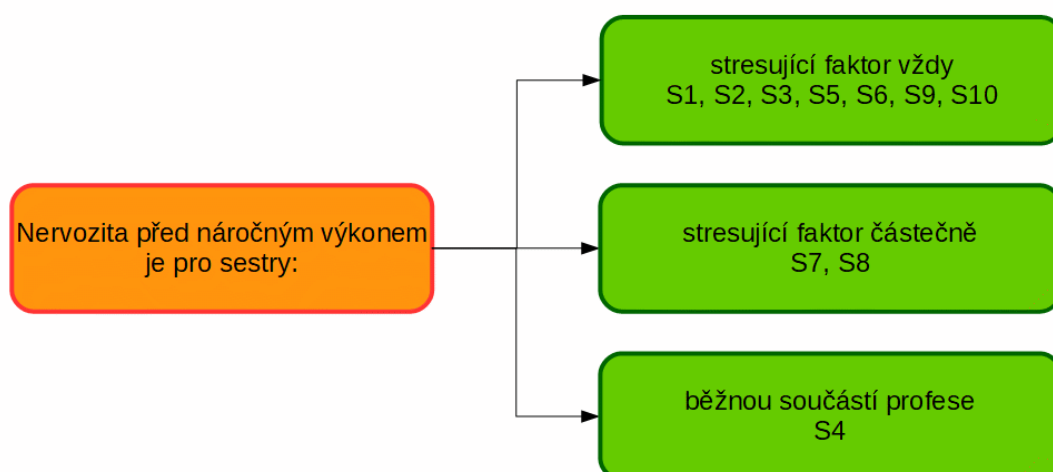 Nervozita před náročným výkonem
je pro sestry:
stresující faktor vždy
S1, S2, S3, S5, S6, S9, S10
stresující faktor částečně
S7, S8
běžnou součástí profese
S4